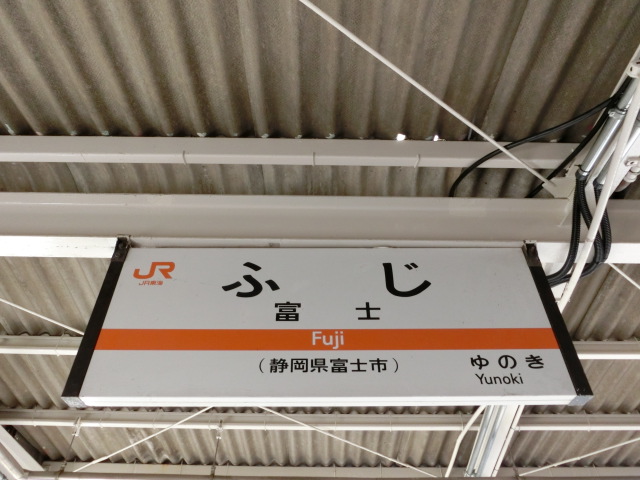 JR
JR東海
ふじ
富士
Fuji
(静岡県富士市)
ゆのき
Yunoki